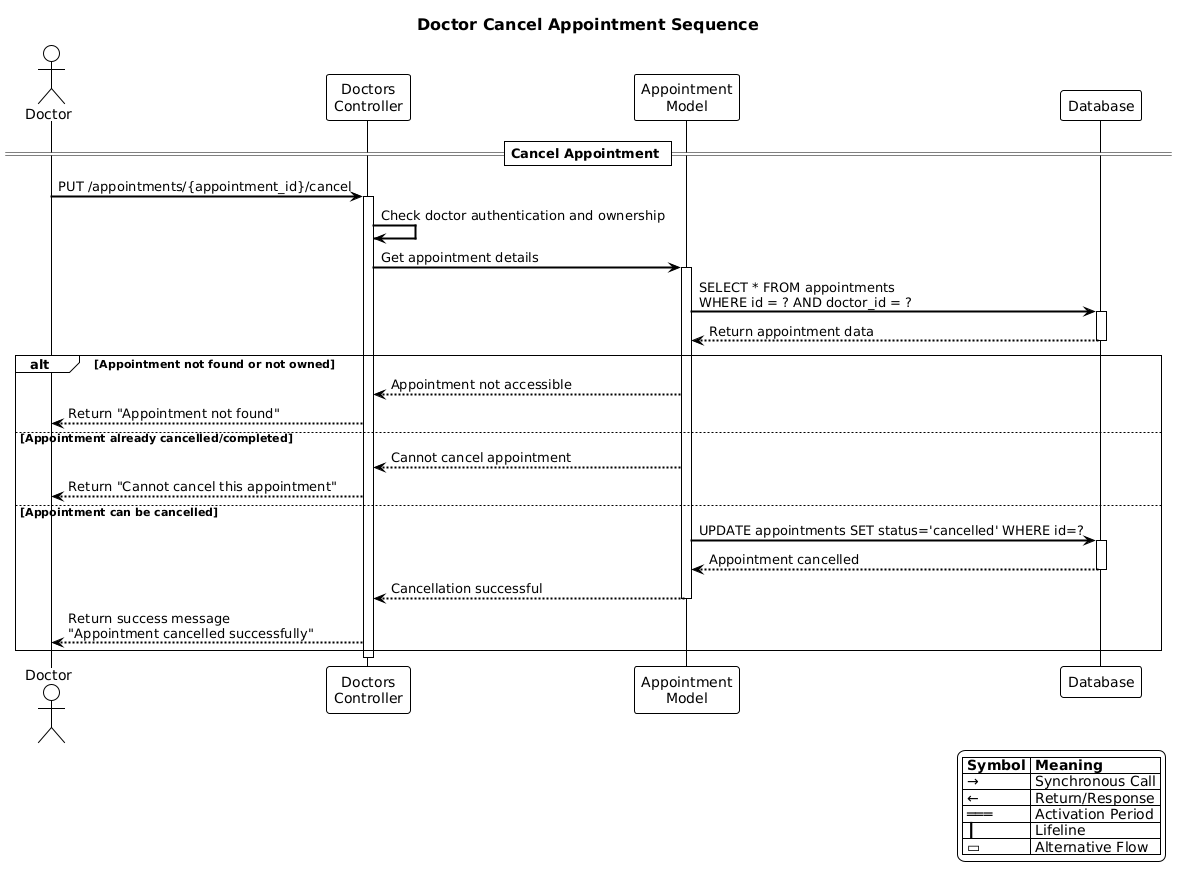 Doctor Cancel Appointment Sequence
Doctor
Doctors
Controller
Appointment
Model
Database
Cancel Appointment
PUT /appointments/{appointment_id}/cancel
Check doctor authentication and ownership
Get appointment details
SELECT * FROM appointments
WHERE id = ? AND doctor_id = ?
Return appointment data
alt [Appointment not found or not owned]
Appointment not accessible
Return "Appointment not found"
[Appointment already cancelled/completed]
Cannot cancel appointment
Return "Cannot cancel this appointment"
[Appointment can be cancelled]
UPDATE appointments SET status='cancelled' WHERE id=?
Appointment cancelled
Cancellation successful
Return success message
"Appointment cancelled successfully"
Doctor
Doctors
Controller
Appointment
Model
Database
Symbol Meaning
→ Synchronous Call
← Return/Response
═══ Activation Period
┃ Lifeline
▭ Alternative Flow